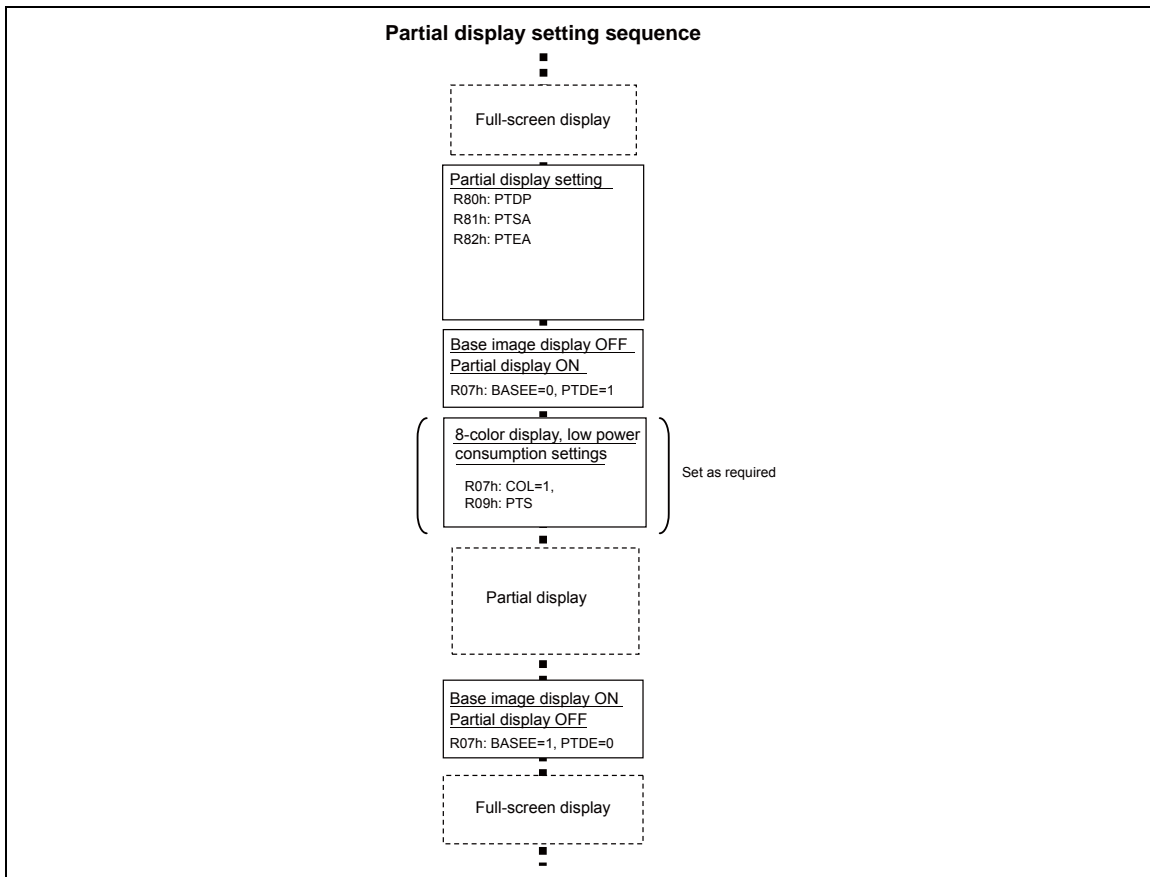 Partial display setting sequence
Full-screen display
Partial display setting
R80h: PTDP
R81h: PTSA
R82h: PTEA
Base image display OFF
Partial display ON
R07h: BASEE=0, PTDE=1
8-color display, low power
consumption settings
R07h: COL=1,
R09h: PTS
Set as required
Partial display
Base image display ON
Partial display OFF
R07h: BASEE=1, PTDE=0
Full-screen display